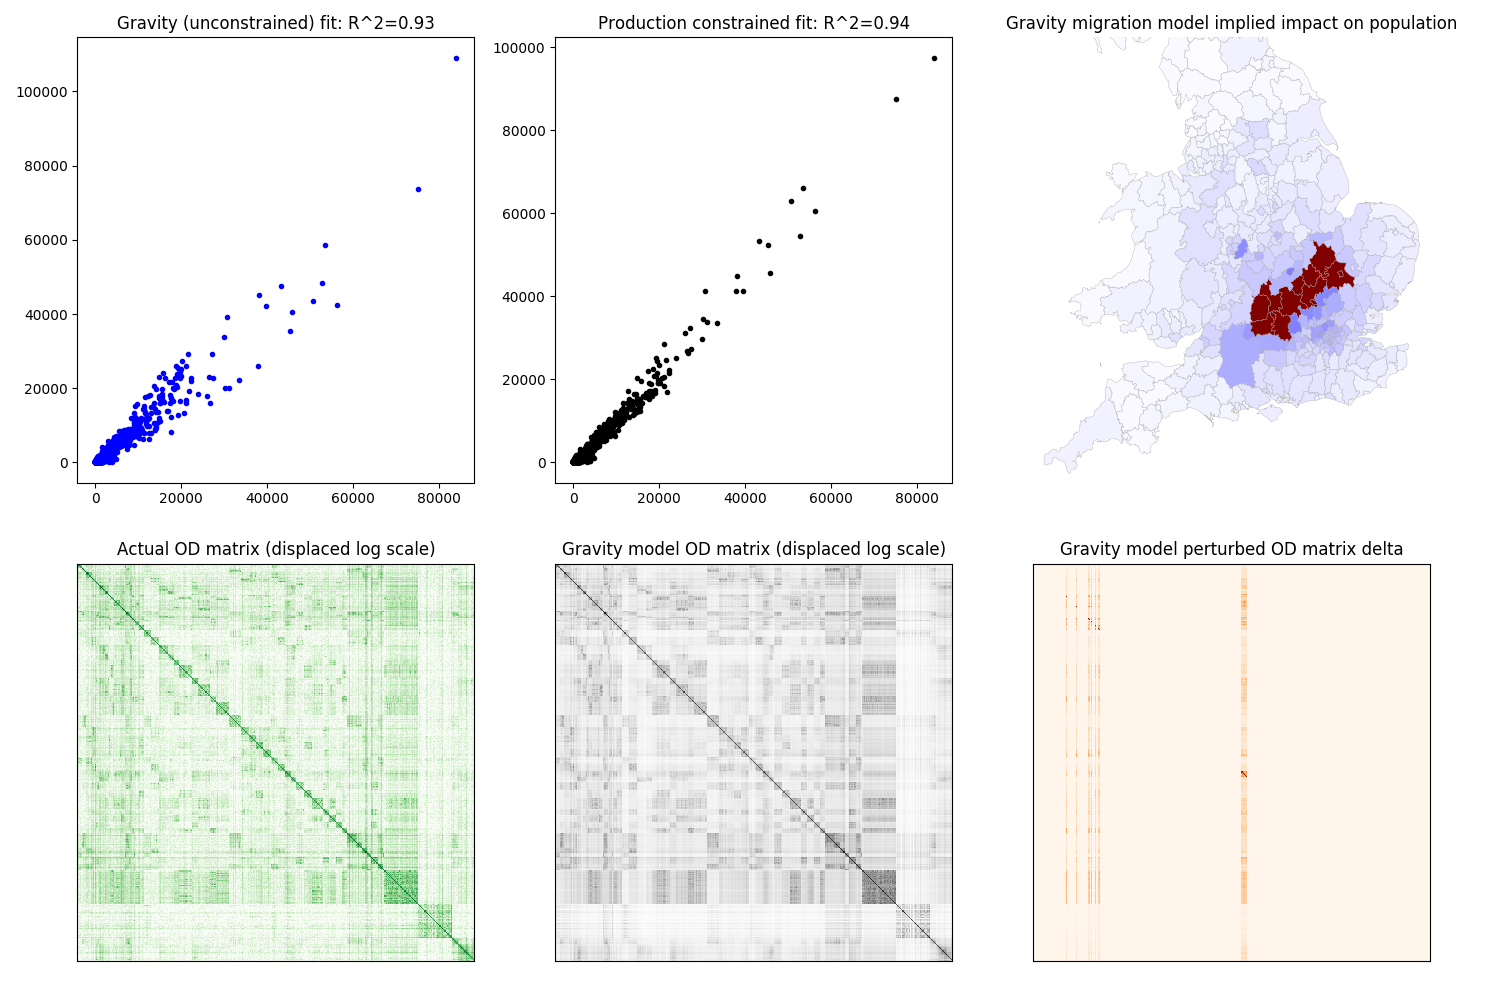 Gravity (unconstrained) fit: R^2=0.93
Production constrained fit: R^2=0.94
Gravity migration model implied impact on population
100000
80000
60000
40000
20000
0
0 20000 40000 60000 80000
100000
80000
60000
40000
20000
0
0 20000 40000 60000 80000
Actual OD matrix (displaced log scale)
Gravity model OD matrix (displaced log scale)
Gravity model perturbed OD matrix delta